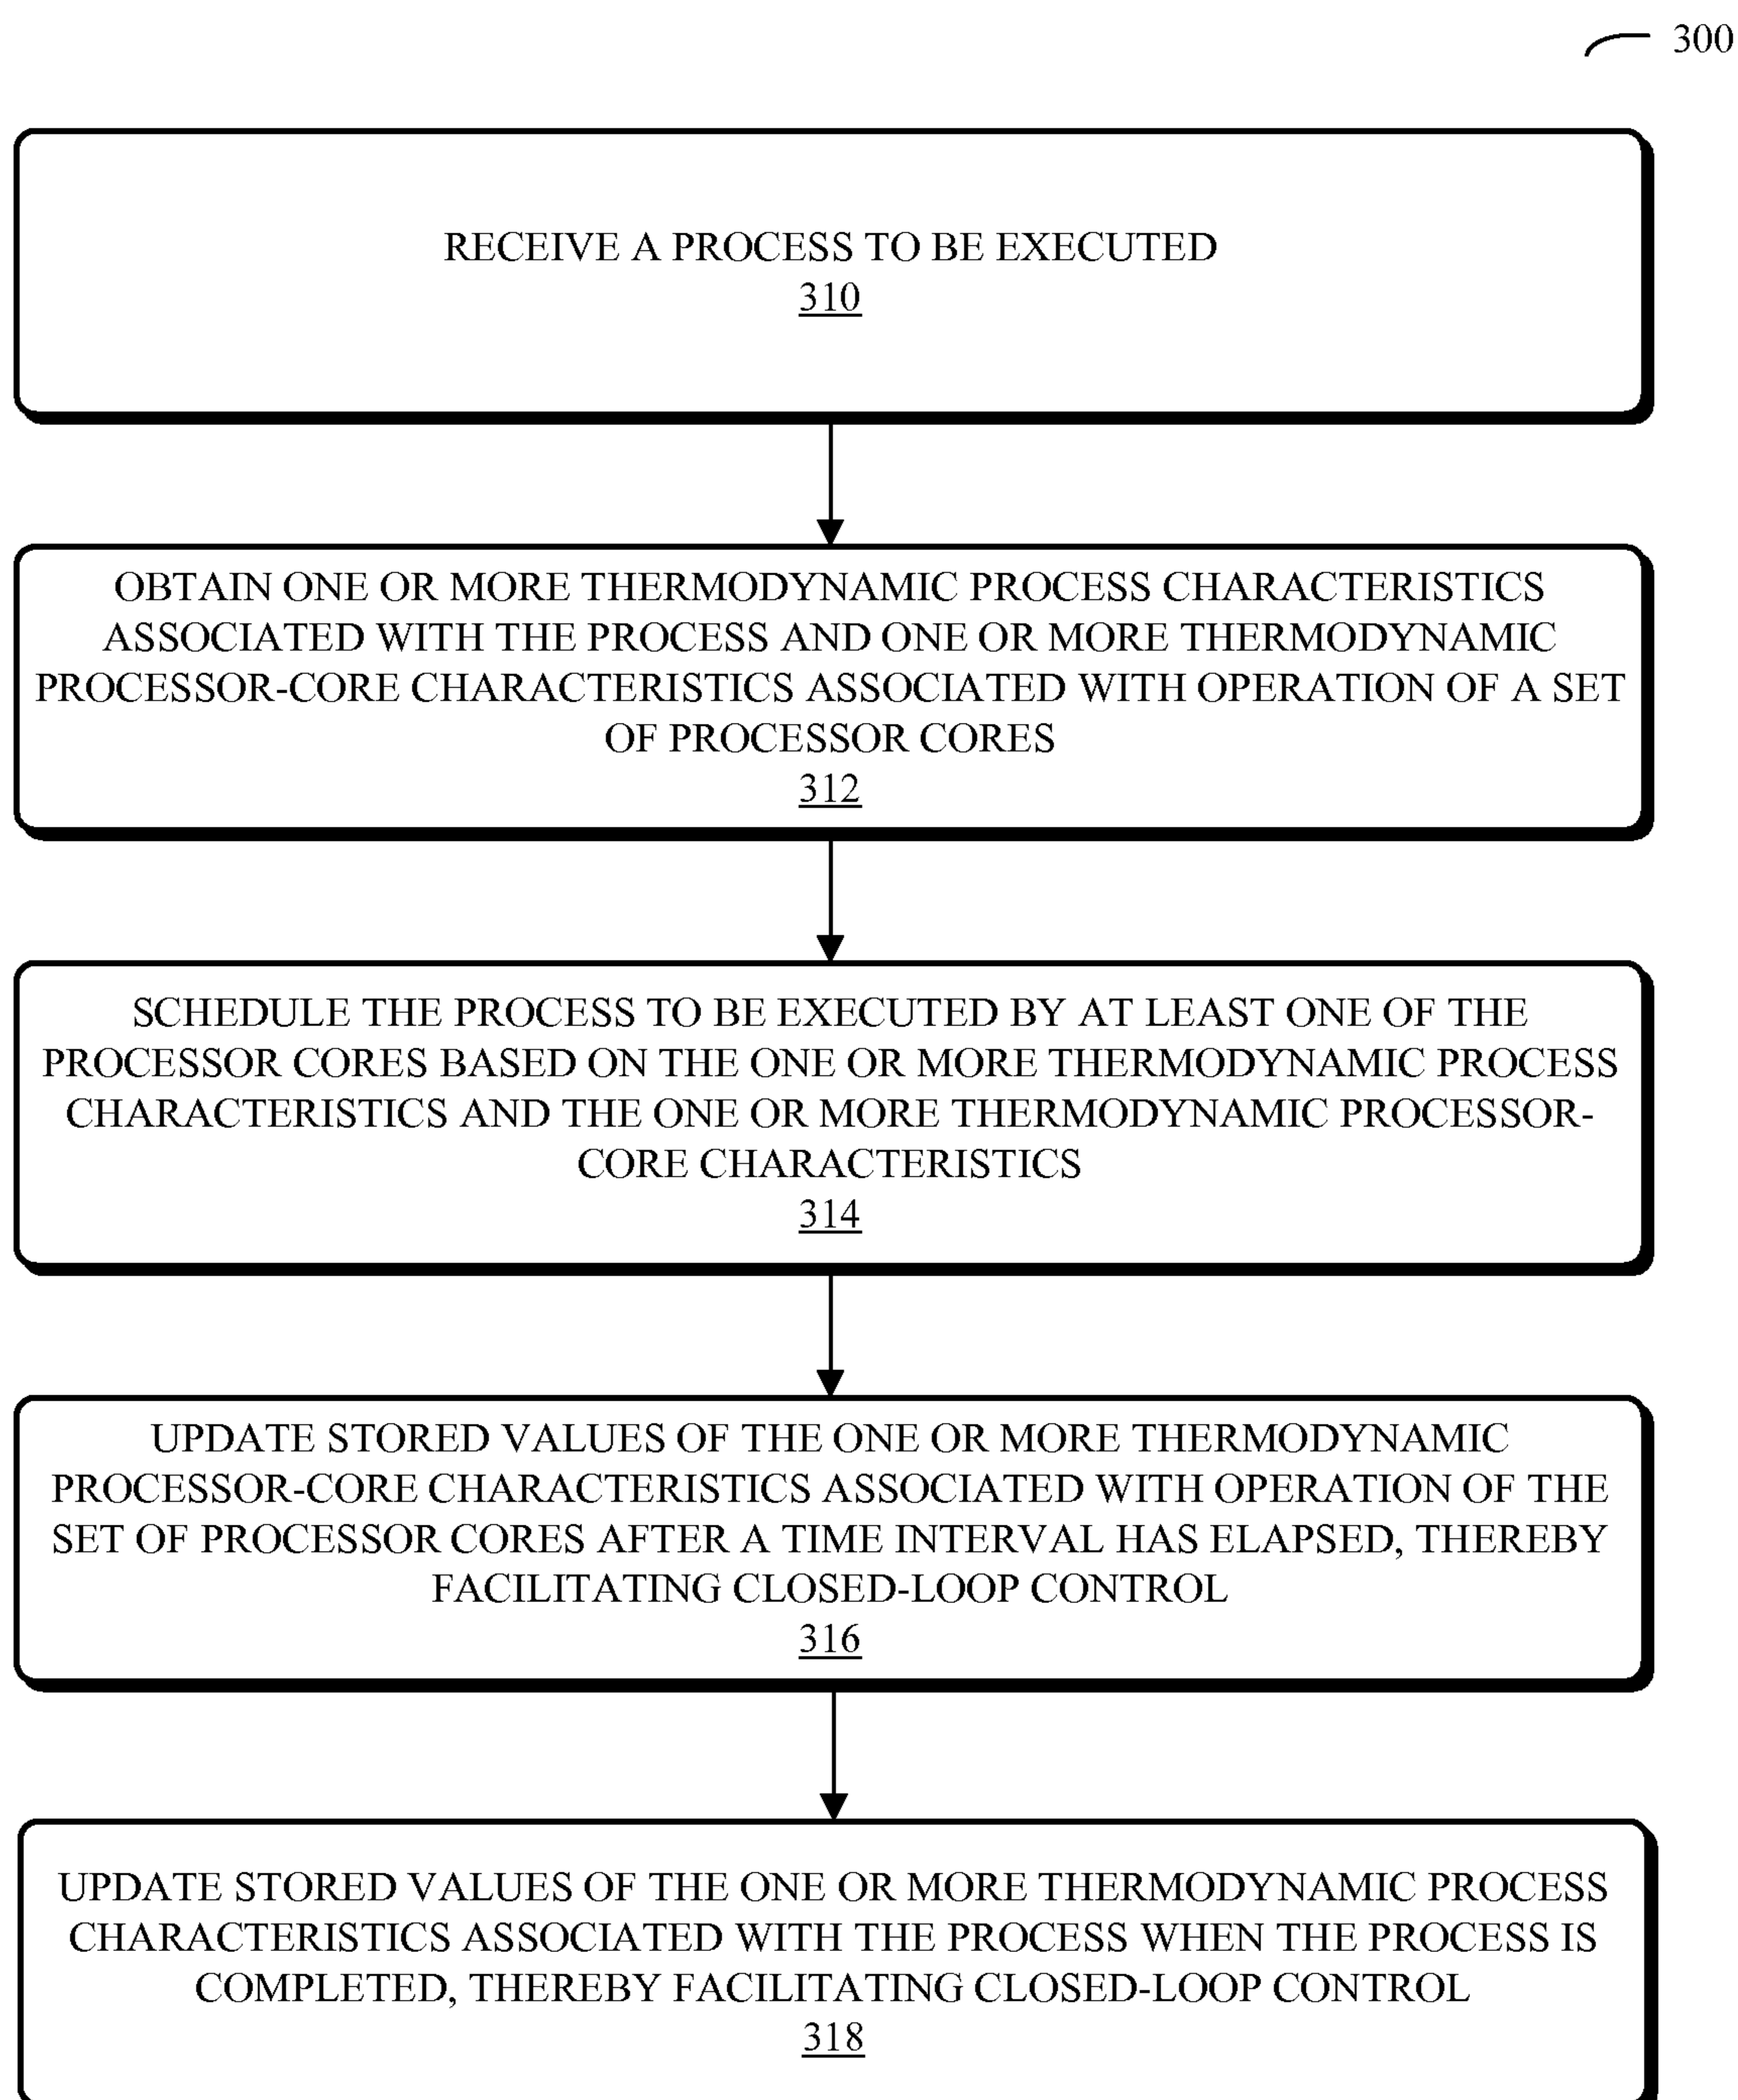 300
RECEIVE A PROCESS TO BE EXECUTED
310
OBTAIN ONE OR MORE THERMODYNAMIC PROCESS CHARACTERISTICS
ASSOCIATED WITH THE PROCESS AND ONE OR MORE THERMODYNAMIC
PROCESSOR-CORE CHARACTERISTICS ASSOCIATED WITH OPERATION OF A SET
OF PROCESSOR CORES
312
SCHEDULE THE PROCESS TO BE EXECUTED BY AT LEAST ONE OF THE
PROCESSOR CORES BASED ON THE ONE OR MORE THERMODYNAMIC PROCESS
CHARACTERISTICS AND THE ONE OR MORE THERMODYNAMIC PROCESSOR-
CORE CHARACTERISTICS
314
UPDATE STORED VALUES OF THE ONE OR MORE THERMODYNAMIC
PROCESSOR-CORE CHARACTERISTICS ASSOCIATED WITH OPERATION OF THE
SET OF PROCESSOR CORES AFTER A TIME INTERVAL HAS ELAPSED, THEREBY
FACILITATING CLOSED-LOOP CONTROL
316
UPDATE STORED VALUES OF THE ONE OR MORE THERMODYNAMIC PROCESS
CHARACTERISTICS ASSOCIATED WITH THE PROCESS WHEN THE PROCESS IS
COMPLETED, THEREBY FACILITATING CLOSED-LOOP CONTROL
318